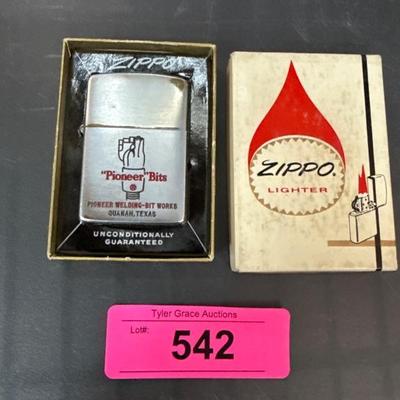 ZIPPO
"Pioneer" Bits
PIONEER WELDING-BIT WORKS
QUANAH, TEXAS
UNCONDITIONALLY
GUARANTEED
ZIPPO
LIGHTER
Tyler Grace Auctions
Lot#:
542